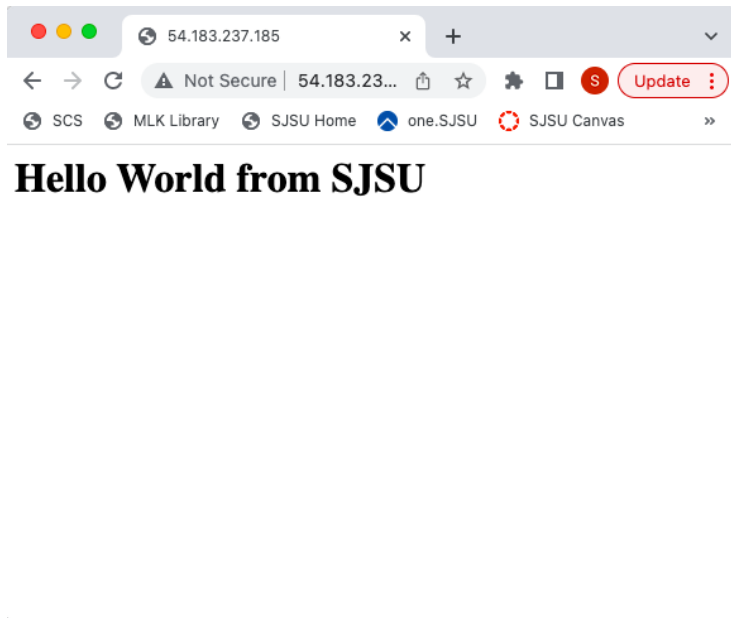 54.183.237.185
Not Secure 54.183.23...
S
Update
SCS MLK Library SJSU Home one.SJSU SJSU Canvas
Hello World from SJSU